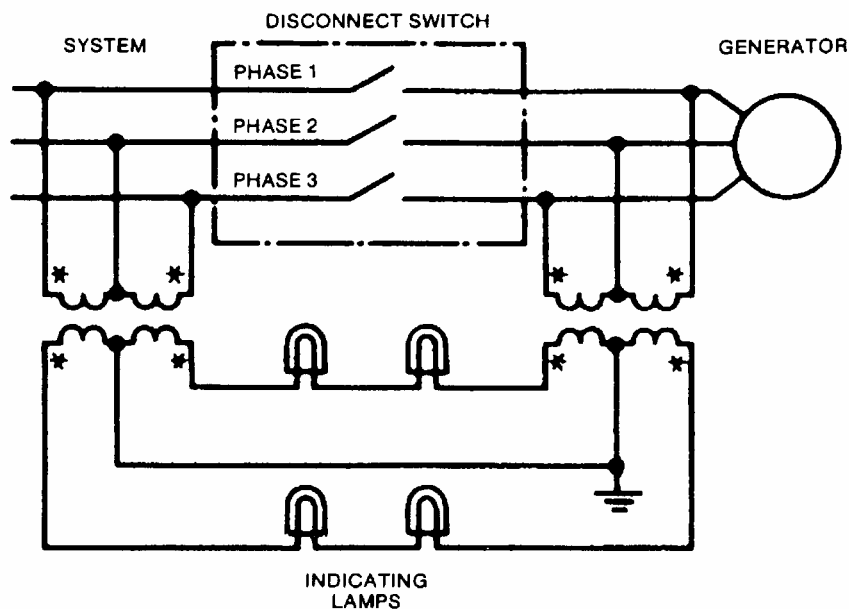 DISCONNECT SWITCH
SYSTEM
GENERATOR
PHASE 1
PHASE 2
PHASE 3
*
*
*
*
*
*
*
*
INDICATING
LAMPS